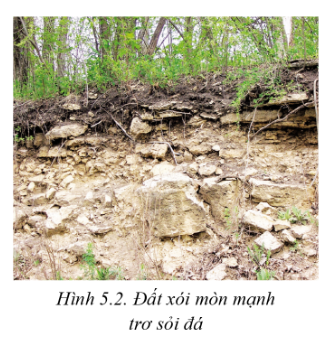 Hình 5.2. Đất xói mòn mạnh
trơ sỏi đá